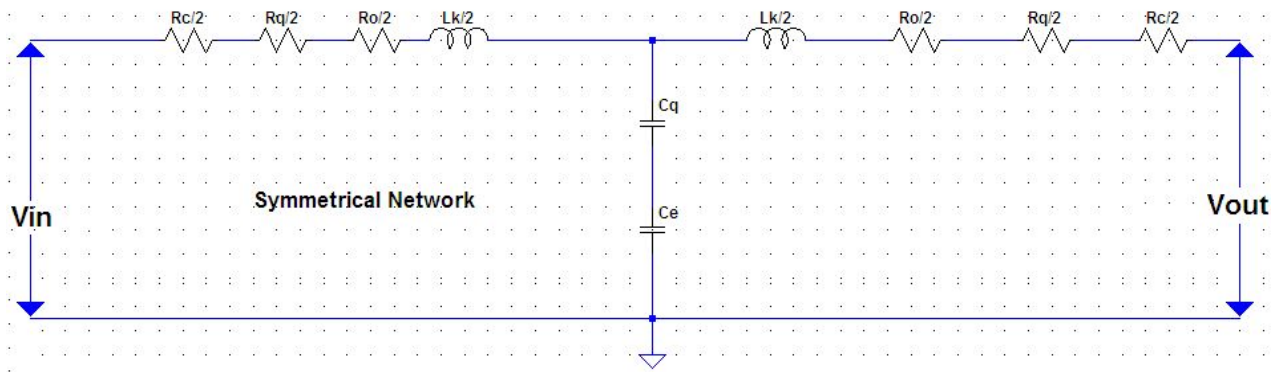 Rc/2 Rq/2 Ro/2 Lk/2 Lk/2 Ro/2 Rq/2 Rc/2
Cq
Symmetrical Network
Vin
Vout
Ce